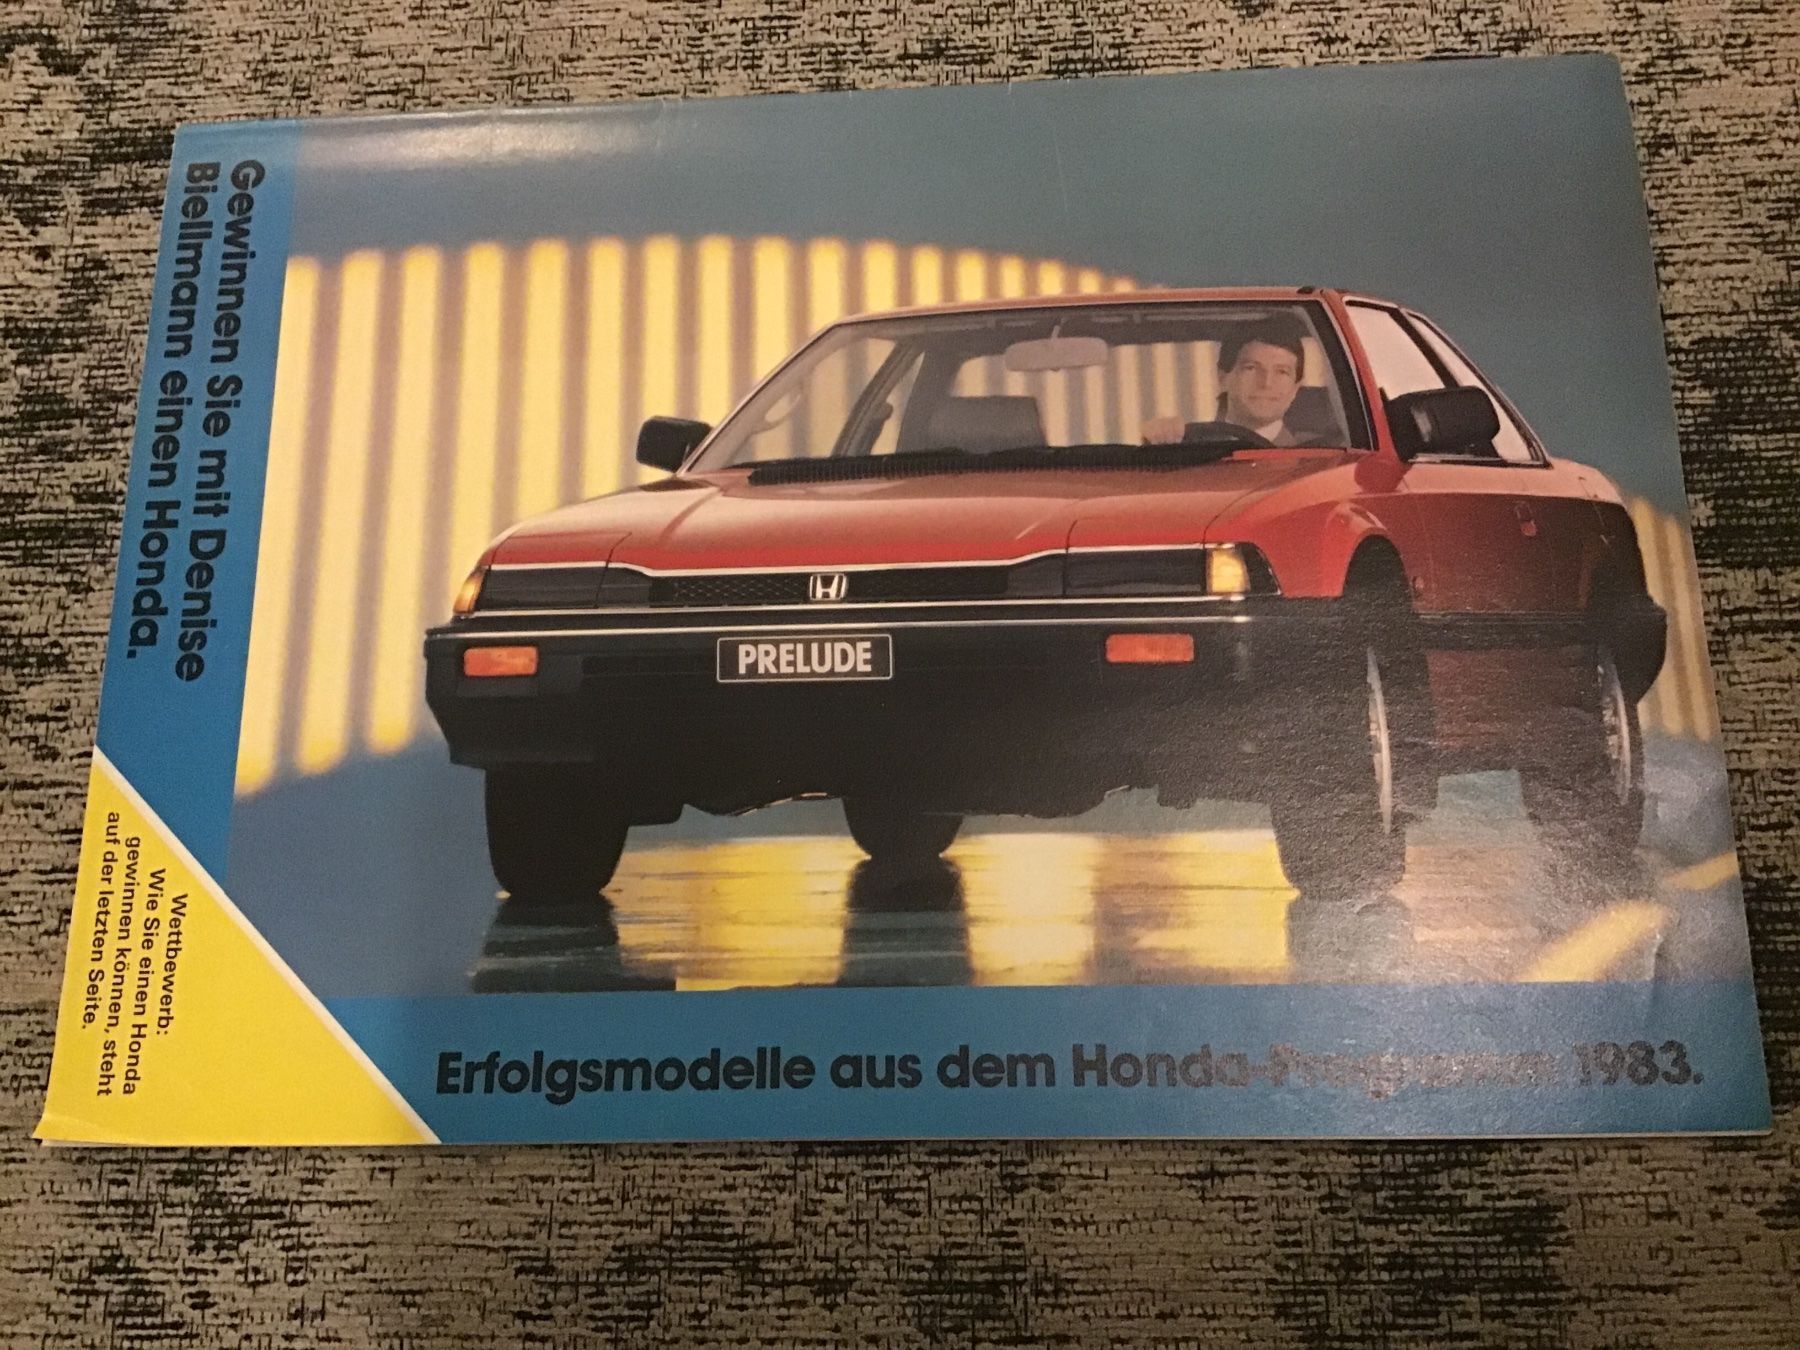 Gewinnen Sie mit Denise
Biellmann einen Honda.
PRELUDE
Wettbewerb:
Wie Sie einen Honda
gewinnen können, steht
auf der letzten Seite.
Erfolgsmodelle aus dem Honda-Programm 1983.